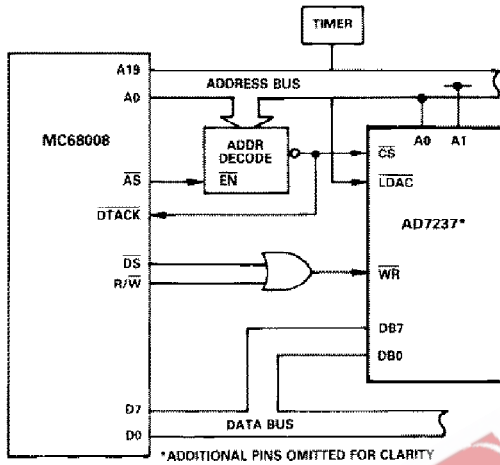 TIMER
A19
ADDRESS BUS
A0
MC68008
ADDR
DECODE
EN
A0 A1
CS
AS
LDAC
DTACK
AD7237*
DS
R/W
WR
DB7
DB0
D7
DATA BUS
D0
*ADDITIONAL PINS OMITTED FOR CLARITY